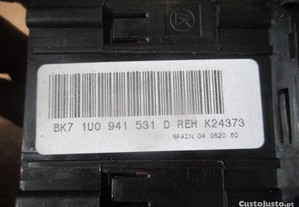 BK7 1U0 941 531 D REH K24373
SPAIN 04 0620 60
CustoJusto.pt